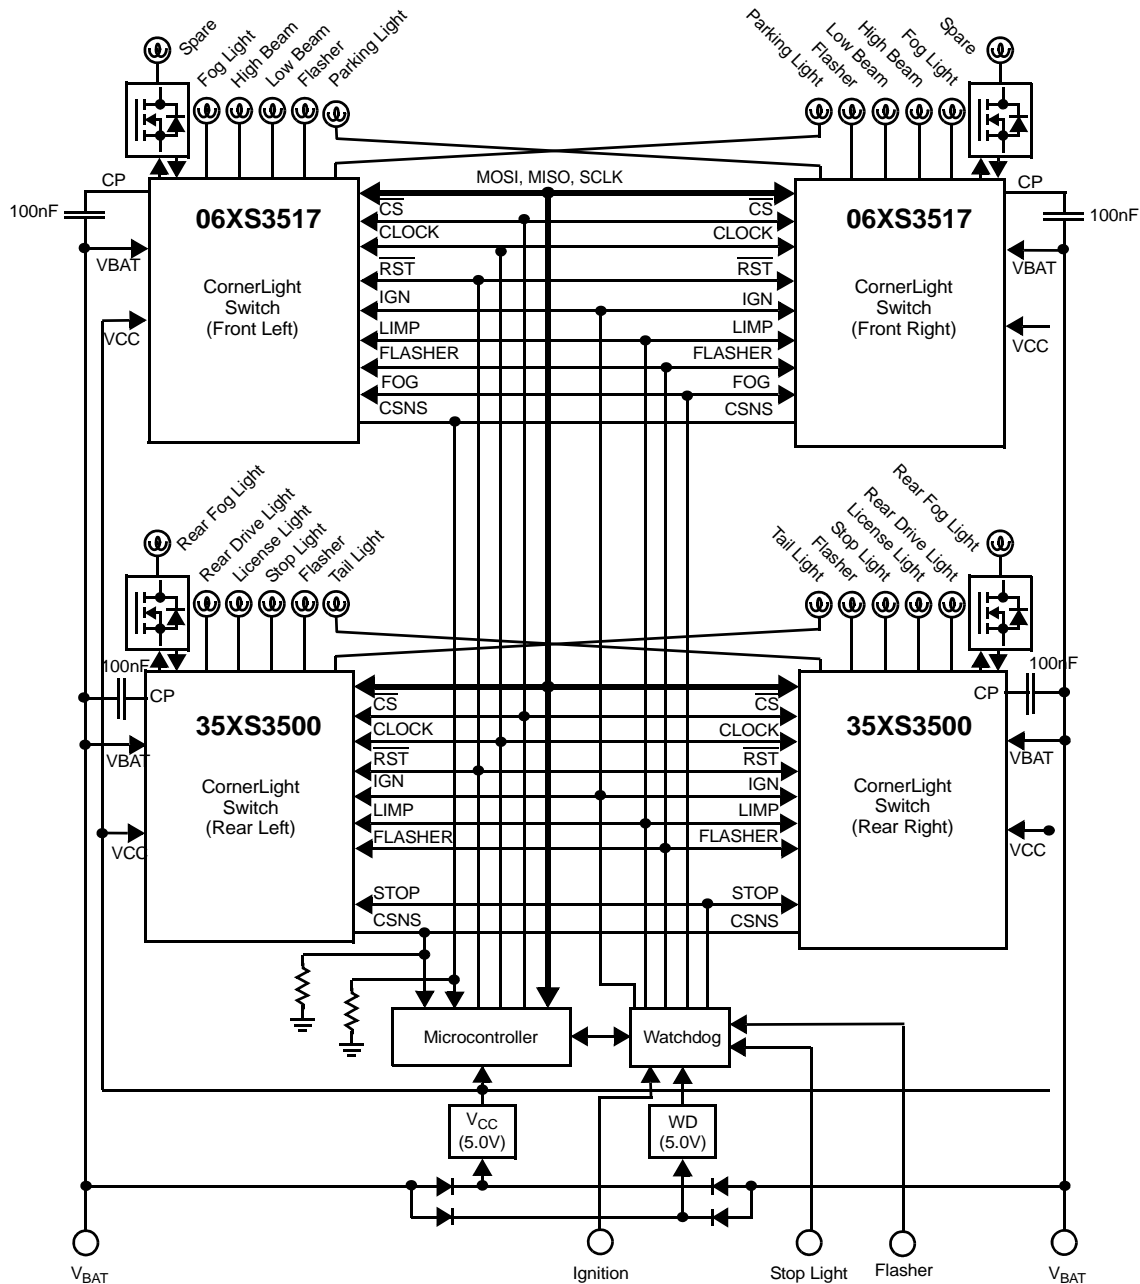 Spare
Fog Light
High Beam
Low Beam
Flasher
Parking Light
Parking Light
Flasher
Low Beam
High Beam
Fog Light
Spare
CP
MOSI, MISO, SCLK
CP
100nF
06XS3517
CS
CS
06XS3517
100nF
CLOCK
CLOCK
VBAT
RST
RST
VBAT
CornerLight
Switch
(Front Left)
IGN
IGN
CornerLight
Switch
(Front Right)
VCC
LIMP
LIMP
VCC
FLASHER
FLASHER
FOG
FOG
CSNS
CSNS
Rear Fog Light
Rear Drive Light
License Light
Stop Light
Flasher
Tail Light
Tail Light
Flasher
Stop Light
License Light
Rear Drive Light
Rear Fog Light
100nF
100nF
CP
CP
35XS3500
CS
CS
35XS3500
CLOCK
CLOCK
VBAT
RST
RST
VBAT
CornerLight
Switch
(Rear Left)
IGN
IGN
CornerLight
Switch
(Rear Right)
LIMP
LIMP
VCC
FLASHER
FLASHER
VCC
STOP
STOP
CSNS
CSNS
Microcontroller
Watchdog
VCC
(5.0V)
WD
(5.0V)
VBAT
Ignition
Stop Light
Flasher
VBAT